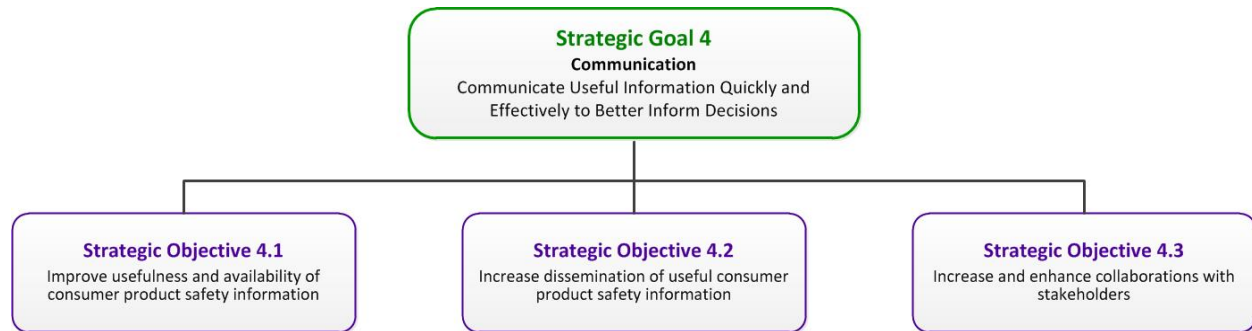 Strategic Goal 4
Communication
Communicate Useful Information Quickly and
Effectively to Better Inform Decisions
Strategic Objective 4.1
Improve usefulness and availability of
consumer product safety information
Strategic Objective 4.2
Increase dissemination of useful consumer
product safety information
Strategic Objective 4.3
Increase and enhance collaborations with
stakeholders